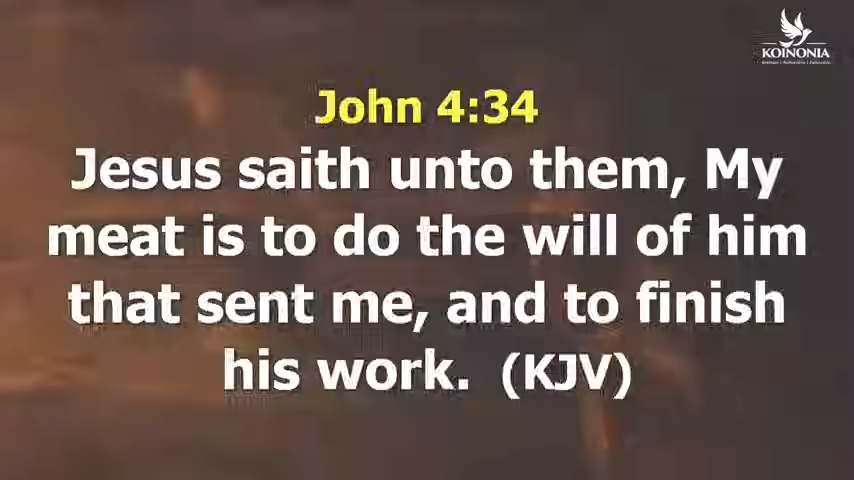 KOINONIA
John 4:34
Jesus saith unto them, My
meat is to do the will of him
that sent me, and to finish
his work. (KJV)